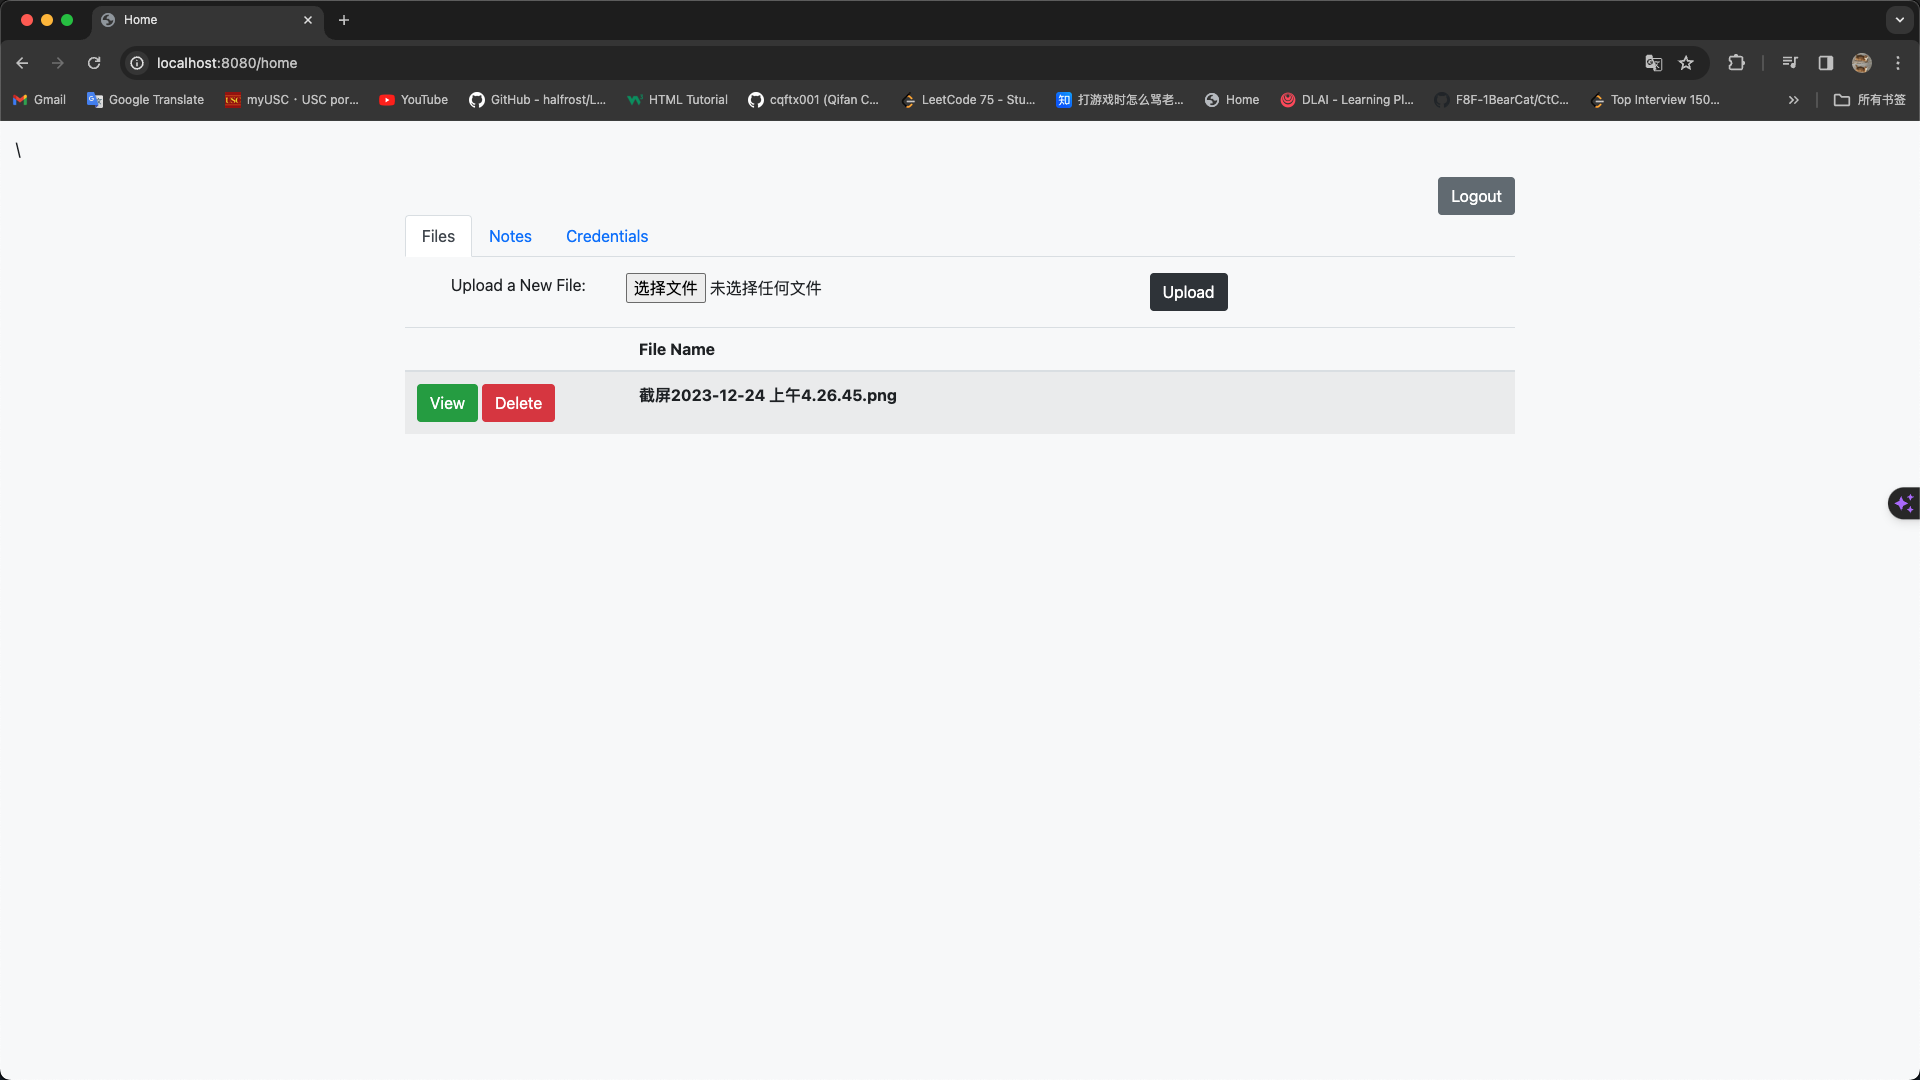 Home
localhost:8080/home
Gmail
Google Translate
myUSC · USC por...
YouTube
GitHub - halfrost/L...
HTML Tutorial
cqftx001 (Qifan C...
LeetCode 75 - Stu...
知 打游戏时怎么骂老...
Home
DLAI - Learning Pl...
F8F-1BearCat/CtC...
Top Interview 150...
所有书签
\
Logout
Files
Notes
Credentials
Upload a New File:
选择文件 未选择任何文件
Upload
File Name
View
Delete
截屏2023-12-24 上午4.26.45.png